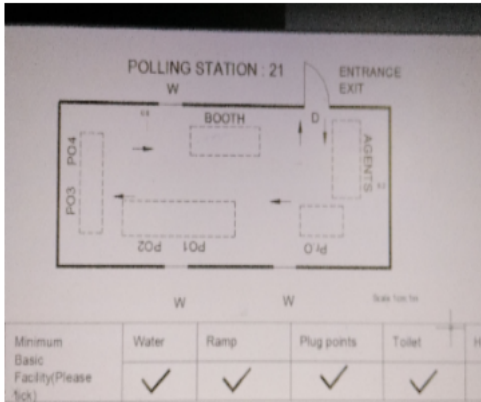 POLLING STATION : 21
ENTRANCE
EXIT
W
BOOTH
D
AGENTS
PO4
PO3
PO2
PO1
Pr.O
W
W
Minimum
Basic
Facility(Please
tick)
Water
Ramp
Plug points
Toilet
H